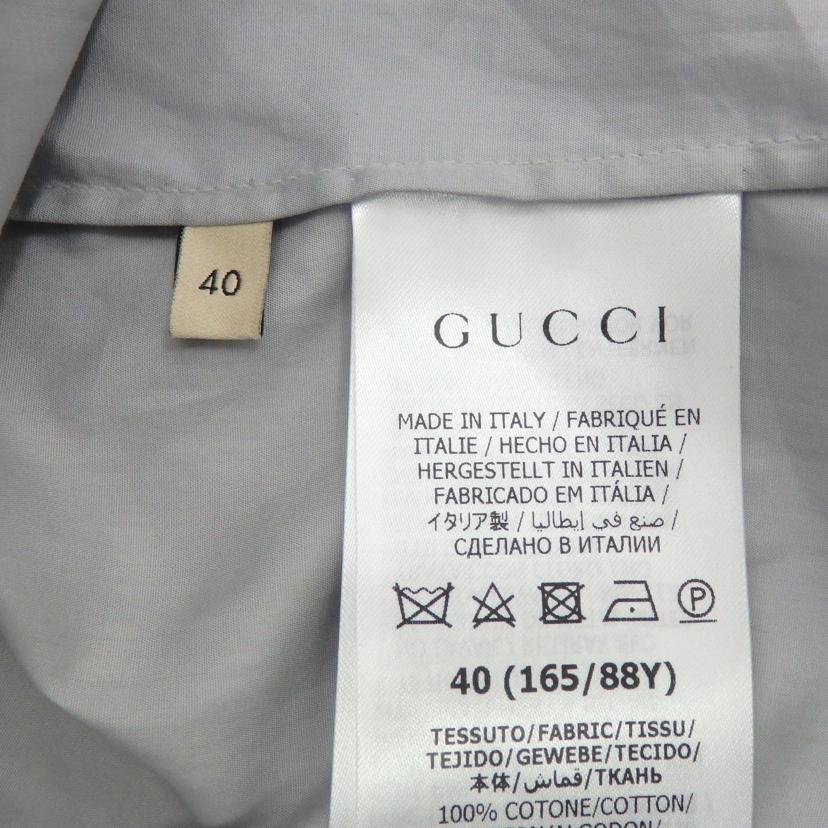 40
GUCCI
MADE IN ITALY / FABRIQUÉ EN
ITALIE / HECHO EN ITALIA /
HERGESTELLT IN ITALIEN /
FABRICADO EM ITÁLIA /
イタリア製 / صنع في إيطاليا /
СДЕЛАНО В ИТАЛИИ
P
40 (165/88Y)
TESSUTO/FABRIC/TISSU/
TEJIDO/GEWEBE/TECIDO/
本体/قماش/ТКАНЬ
100% COTONE/COTTON/